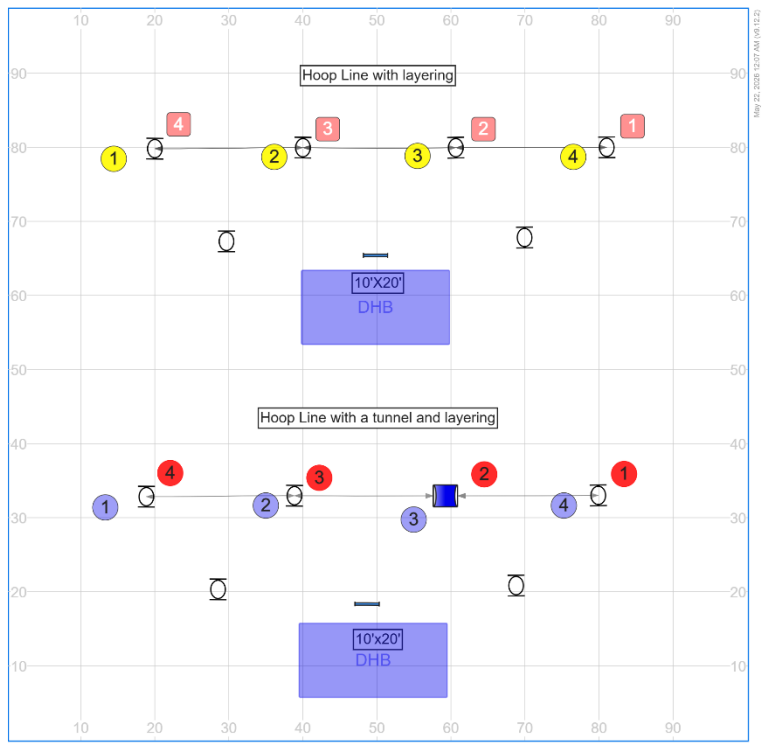 10 20 30 40 50 60 70 80 90
May 22, 2026 12:07 AM (v9.12.2)
90 Hoop Line with layering 90
4 3 2 1
80 80
1 2 3 4
70 70
60 10'X20' 60
DHB
50 50
Hoop Line with a tunnel and layering
40 40
4 3 2 1
30 1 2 3 4 30
20 20
10'x20'
DHB
10 10
10 20 30 40 50 60 70 80 90